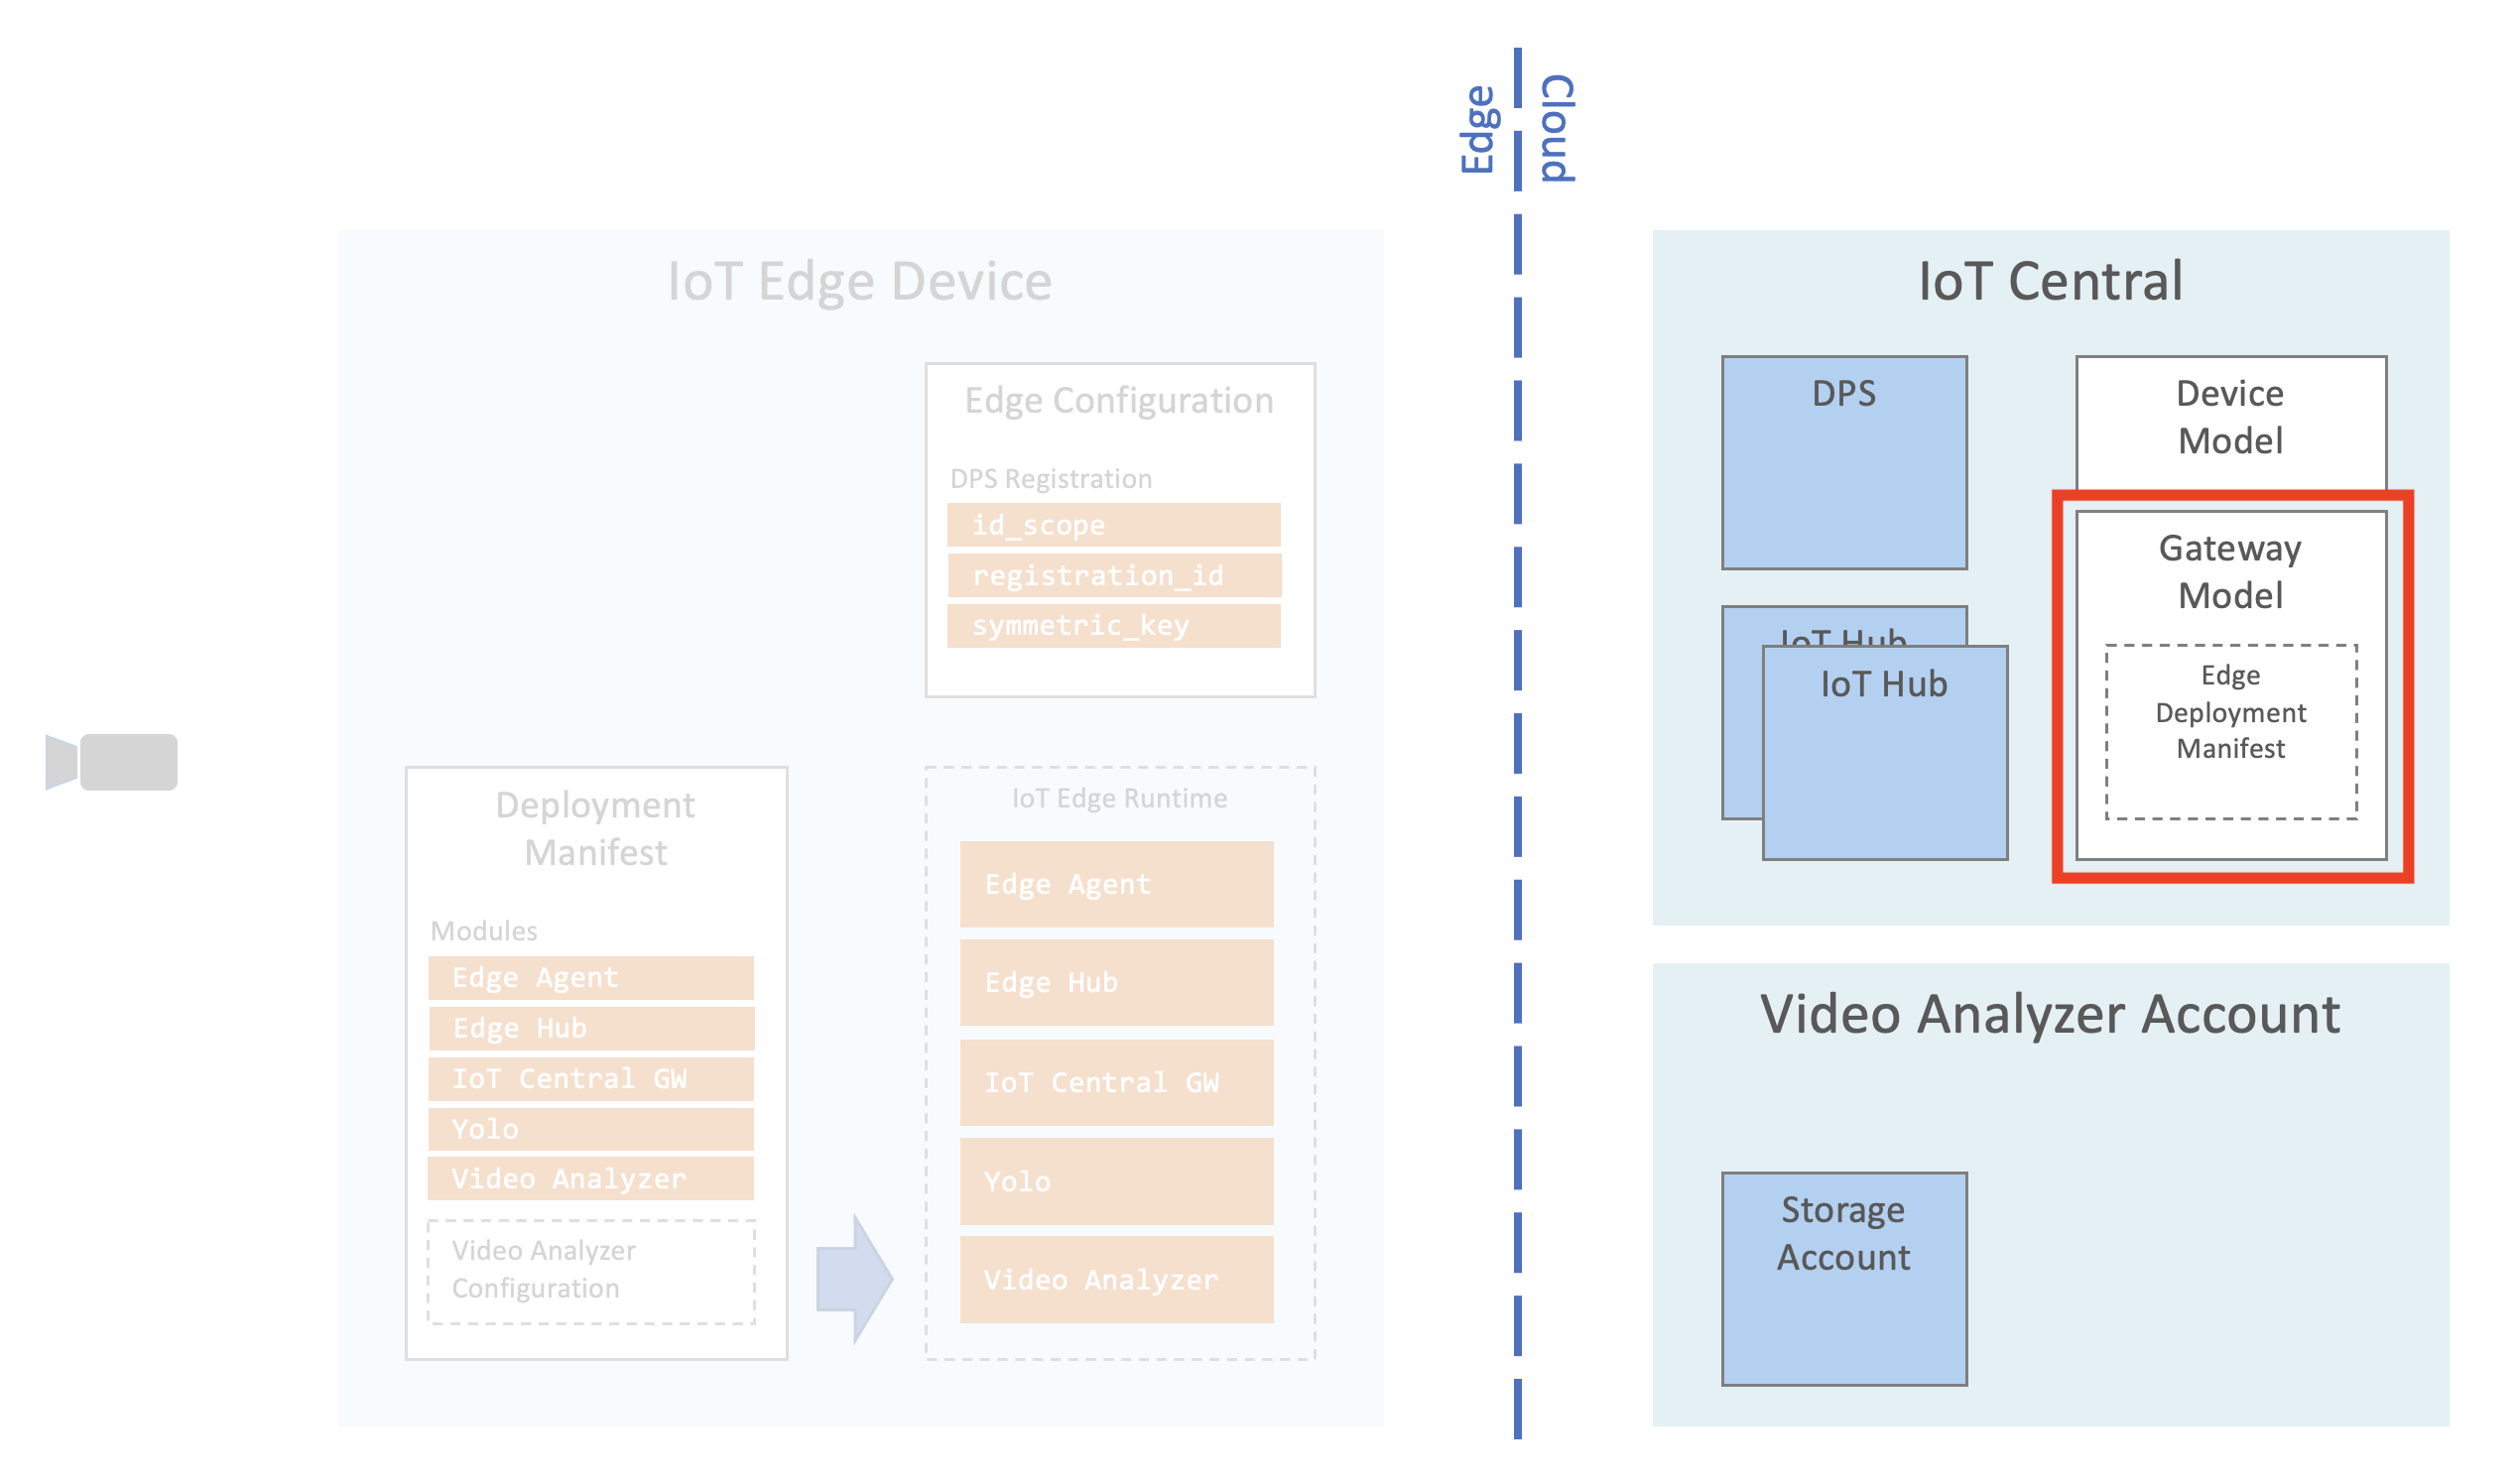 Edge
Cloud
IoT Edge Device
Edge Configuration
DPS Registration
id_scope
registration_id
symmetric_key
Deployment
Manifest
Modules
Edge Agent
Edge Hub
IoT Central GW
Yolo
Video Analyzer
Video Analyzer
Configuration
IoT Edge Runtime
Edge Agent
Edge Hub
IoT Central GW
Yolo
Video Analyzer
IoT Central
DPS
Device
Model
IoT Hub
IoT Hub
Gateway
Model
Edge
Deployment
Manifest
Video Analyzer Account
Storage
Account